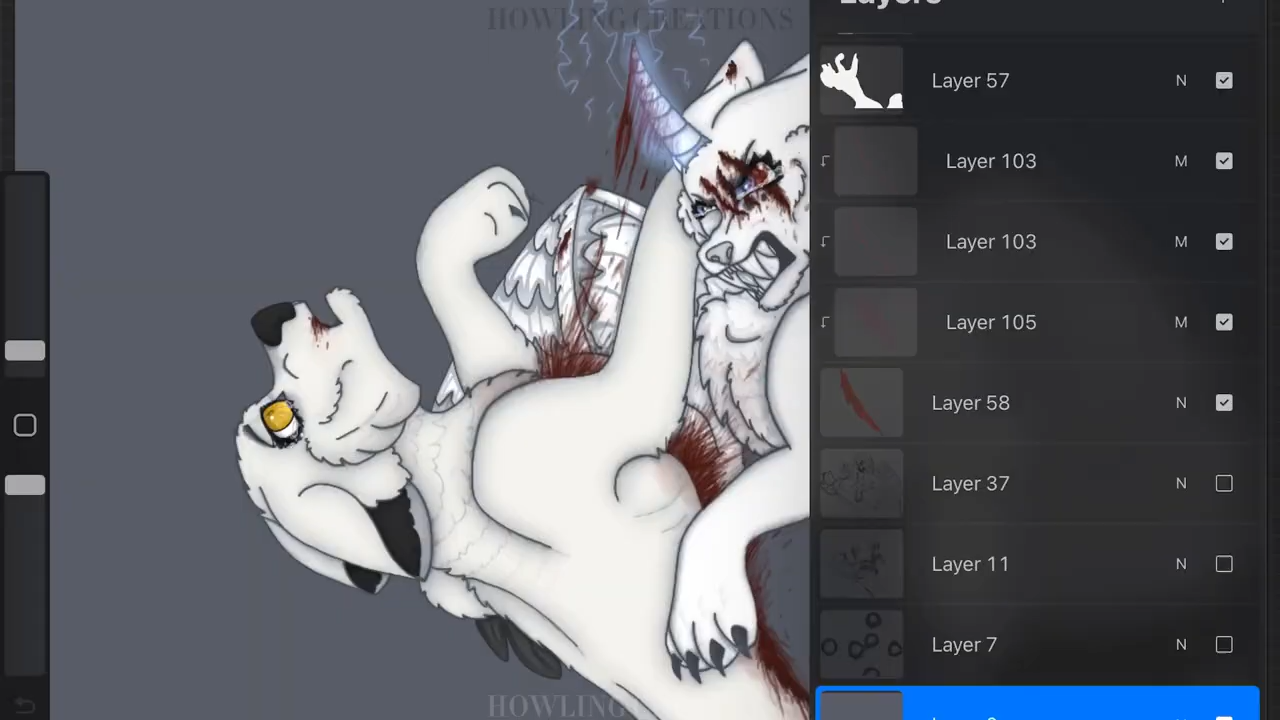 HOWLING CREATIONS
Layers
Layer 57 N
Layer 103 M
Layer 103 M
Layer 105 M
Layer 58 N
Layer 37 N
Layer 11 N
Layer 7 N
HOWLING